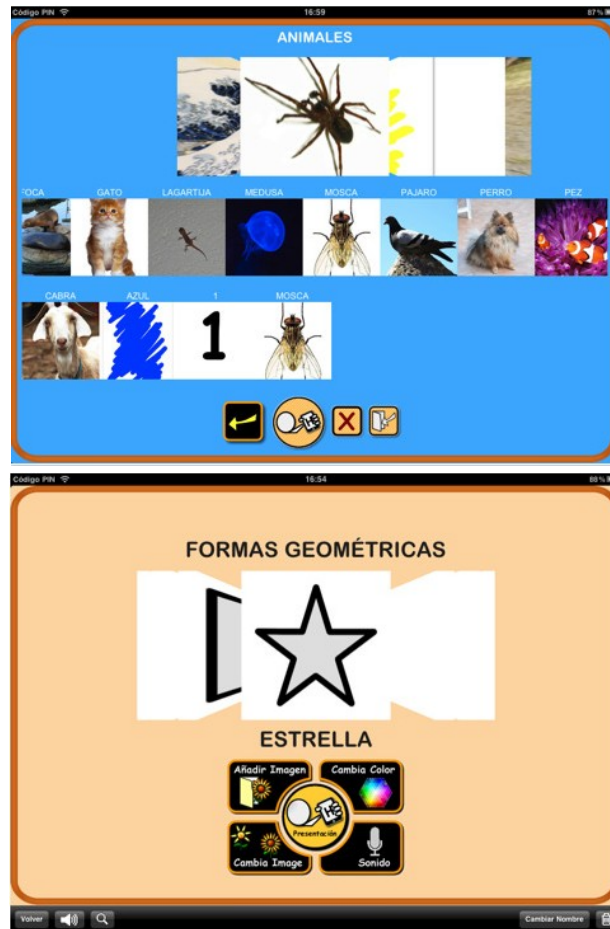 Código PIN 16:59 87%
ANIMALES
FOCA GATO LAGARTIJA MEDUSA MOSCA PAJARO PERRO PEZ
CABRA AZUL 1 MOSCA
1
Código PIN 16:54 88%
FORMAS GEOMÉTRICAS
ESTRELLA
Añadir Imagen Cambia Color
Presentación
Cambia Image Sonido
Volver Cambiar Nombre